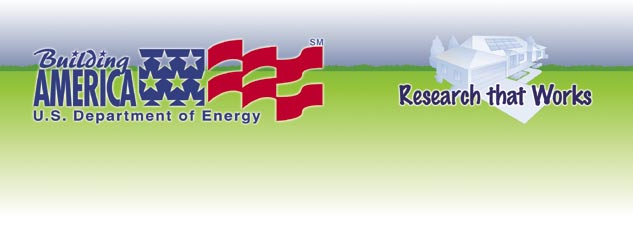 Building
AMERICA
SM
U.S. Department of Energy
Research that Works